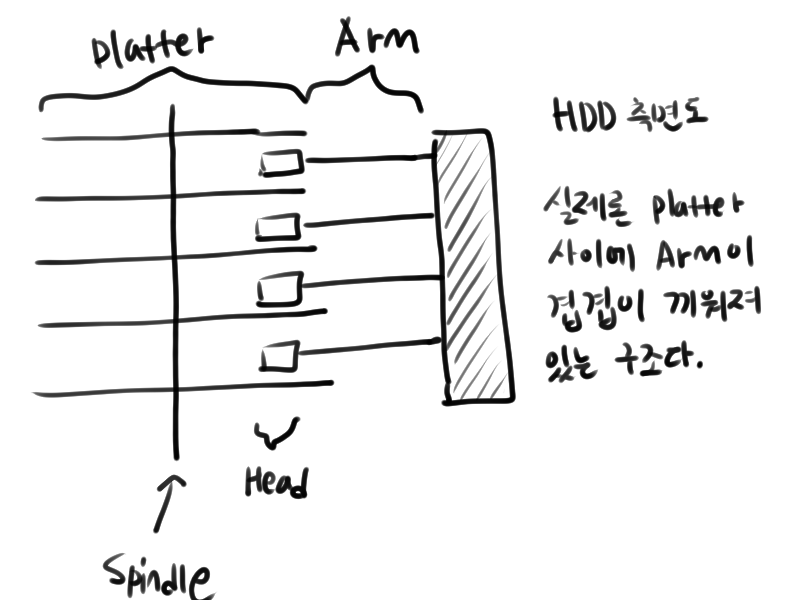 Platter
Arm
HDD 측면도
실제론 platter
사이에 Arm이
겹겹이 끼워져
있는 구조다.
Head
Spindle